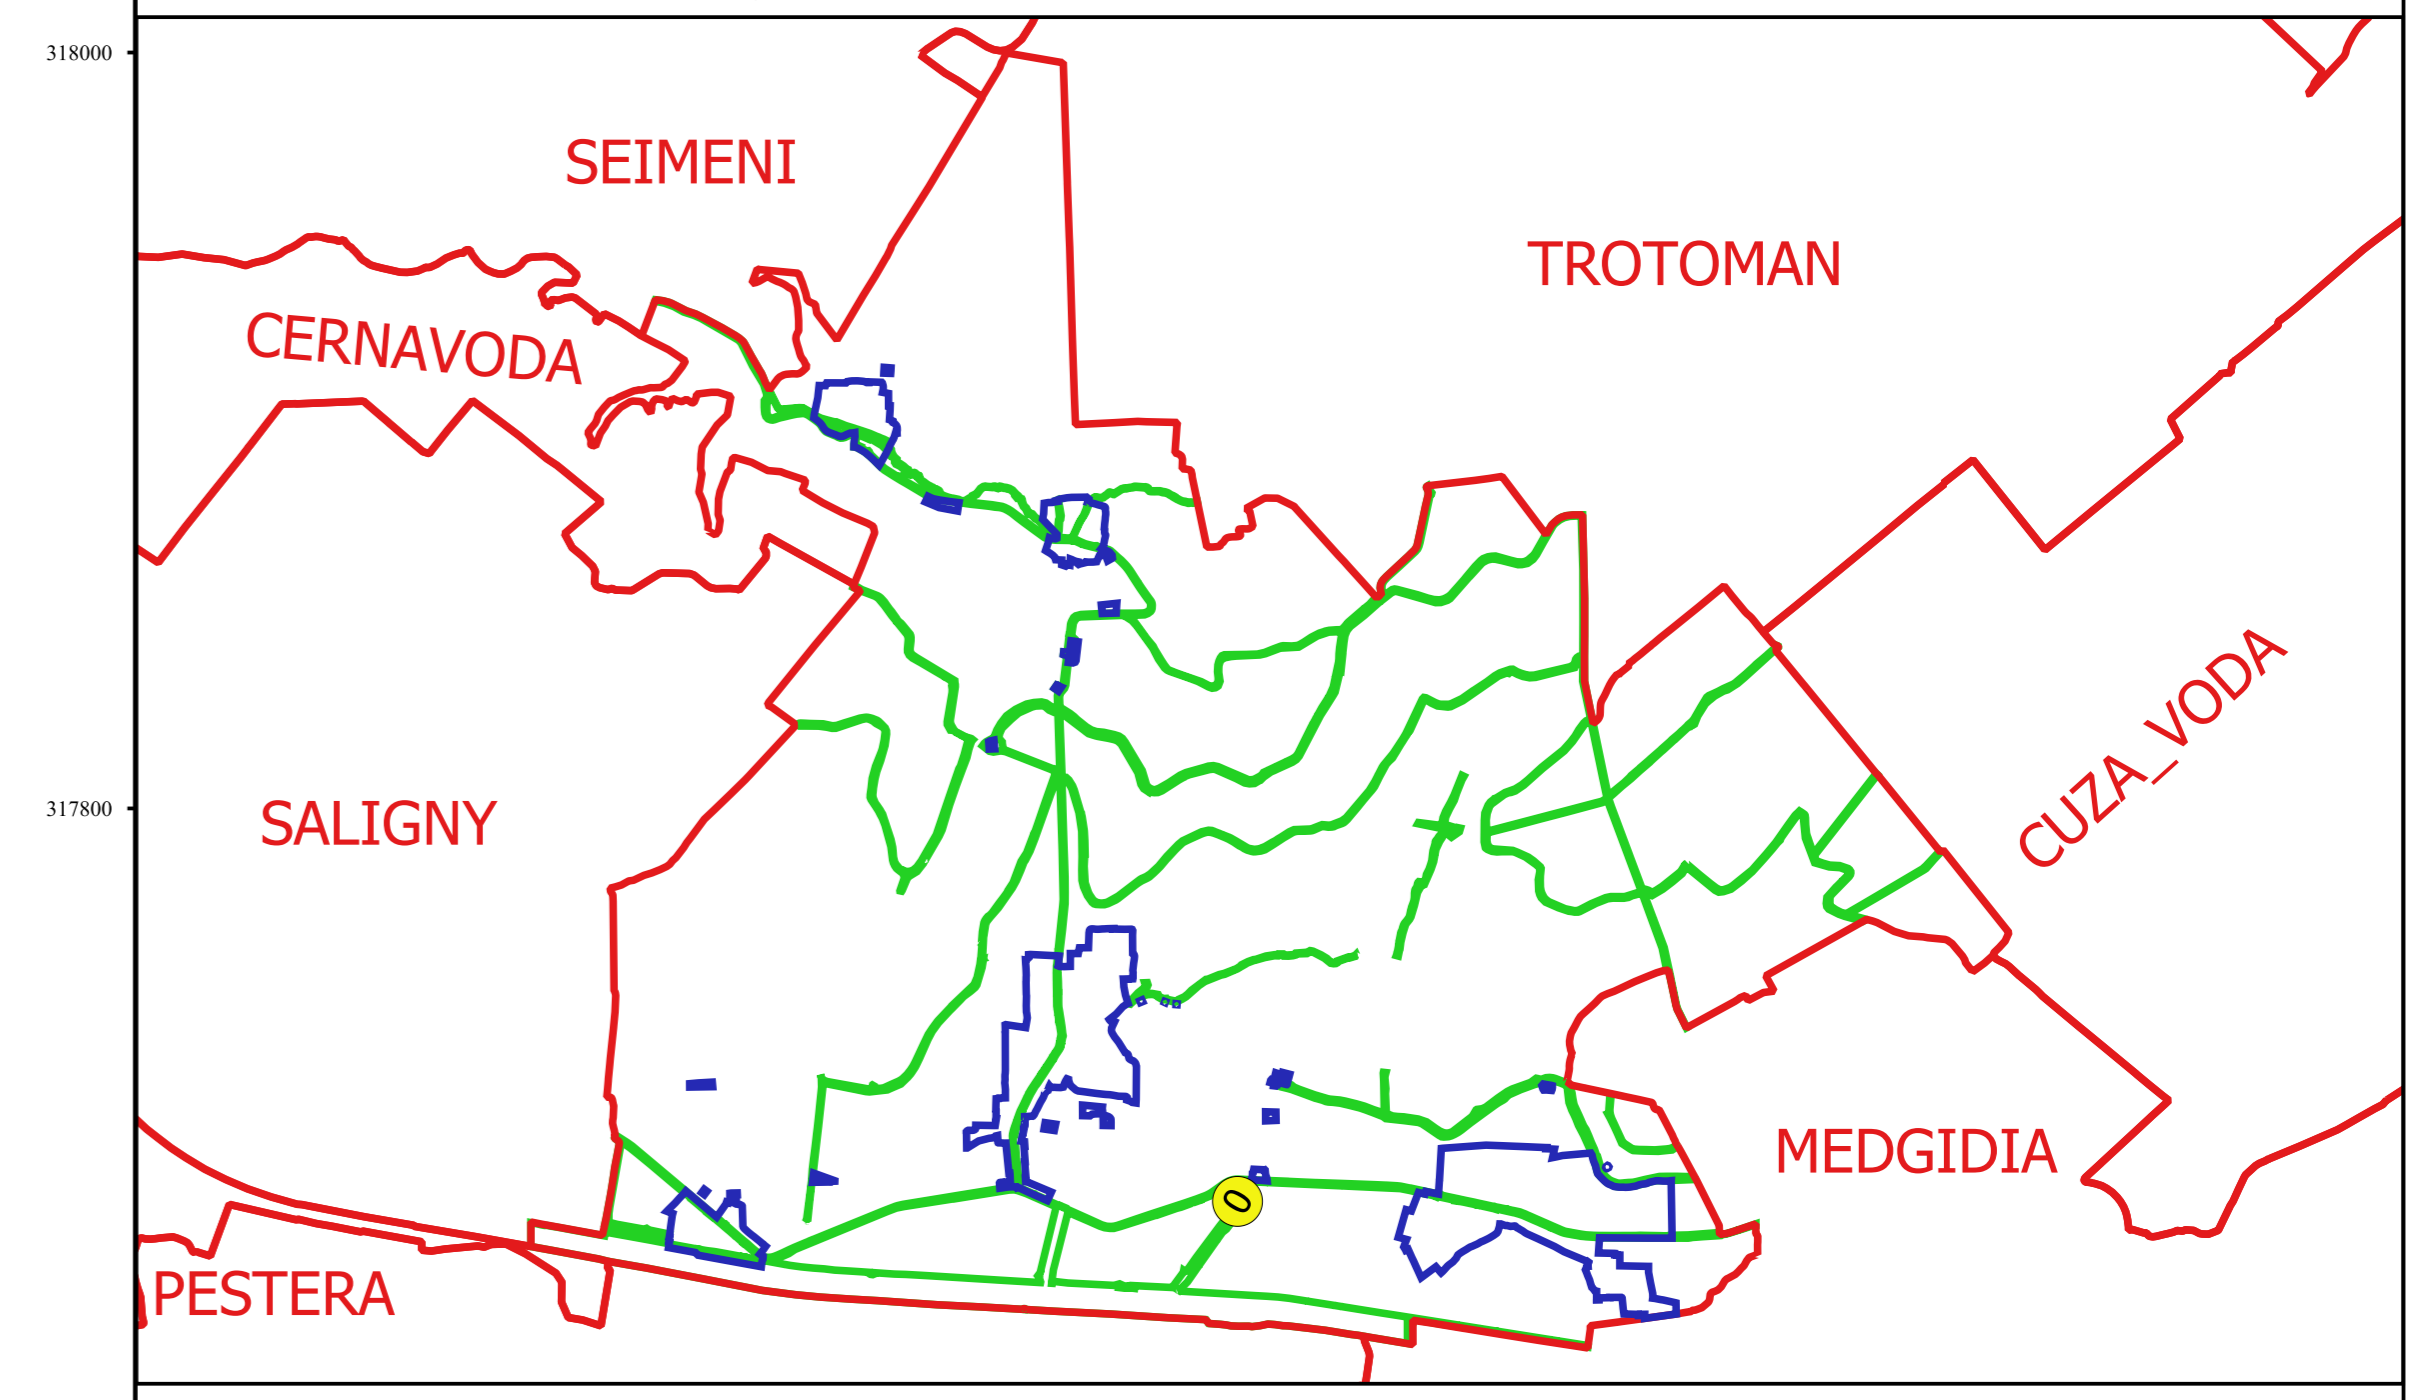 318000
SEIMENI
TROTOMAN
CERNAVODA
CUZA_VODA
317800
SALIGNY
MEDGIDIA
0
PESTERA